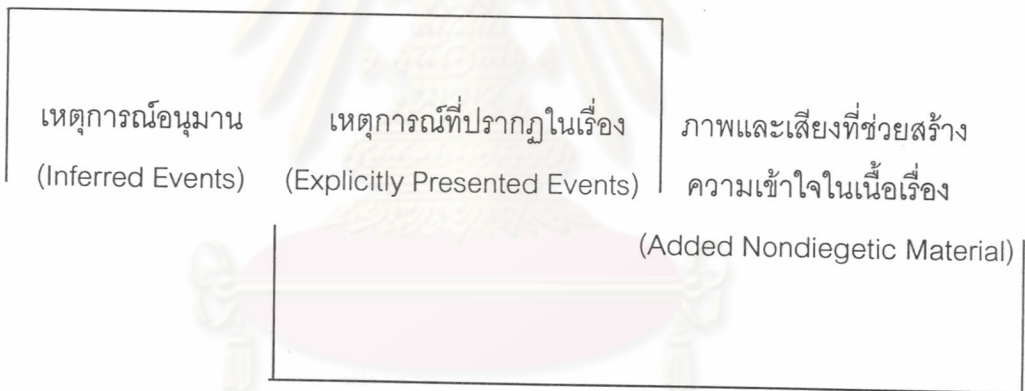 เหตุการณ์อนุมาน
(Inferred Events)
เหตุการณ์ที่ปรากฏในเรื่อง
(Explicitly Presented Events)
ภาพและเสียงที่ช่วยสร้าง
ความเข้าใจในเนื้อเรื่อง
(Added Nondiegetic Material)